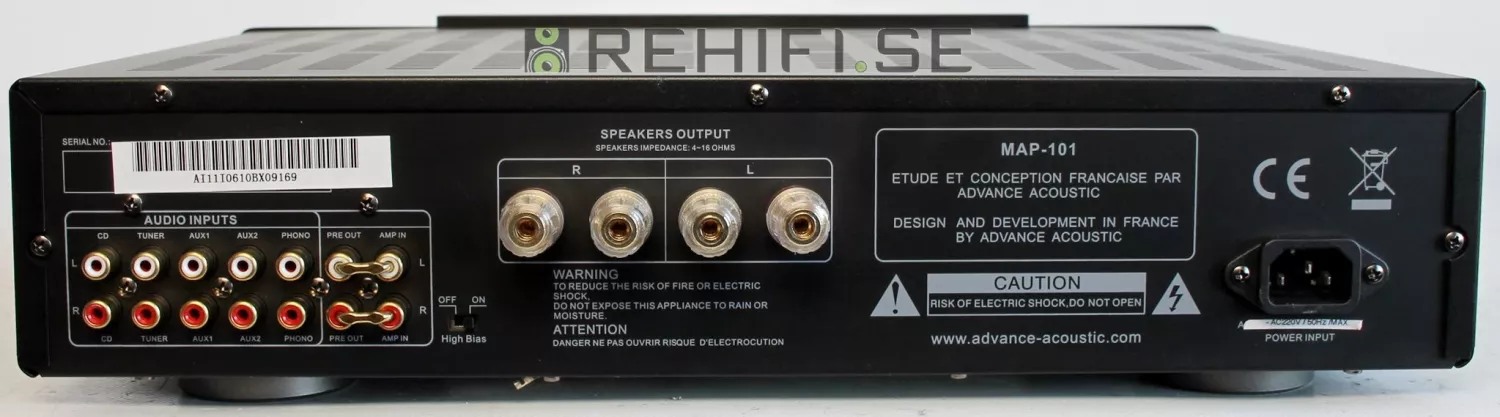 REHIFI.SE
SERIAL NO.:
AI11I0610BX09169
SPEAKERS OUTPUT
SPEAKERS IMPEDANCE: 4~16 OHMS
R
L
AUDIO INPUTS
CD TUNER AUX1 AUX2 PHONO PRE OUT AMP IN
L L
R R
CD TUNER AUX1 AUX2 PHONO PRE OUT AMP IN
OFF ON
High Bias
WARNING
TO REDUCE THE RISK OF FIRE OR ELECTRIC
SHOCK,
DO NOT EXPOSE THIS APPLIANCE TO RAIN OR
MOISTURE.
ATTENTION
DANGER NE PAS OUVRIR RISQUE D'ELECTROCUTION
MAP-101
ETUDE ET CONCEPTION FRANCAISE PAR
ADVANCE ACOUSTIC
DESIGN AND DEVELOPMENT IN FRANCE
BY ADVANCE ACOUSTIC
CAUTION
RISK OF ELECTRIC SHOCK,DO NOT OPEN
www.advance-acoustic.com
CE
~AC220V / 50Hz /MAX
POWER INPUT